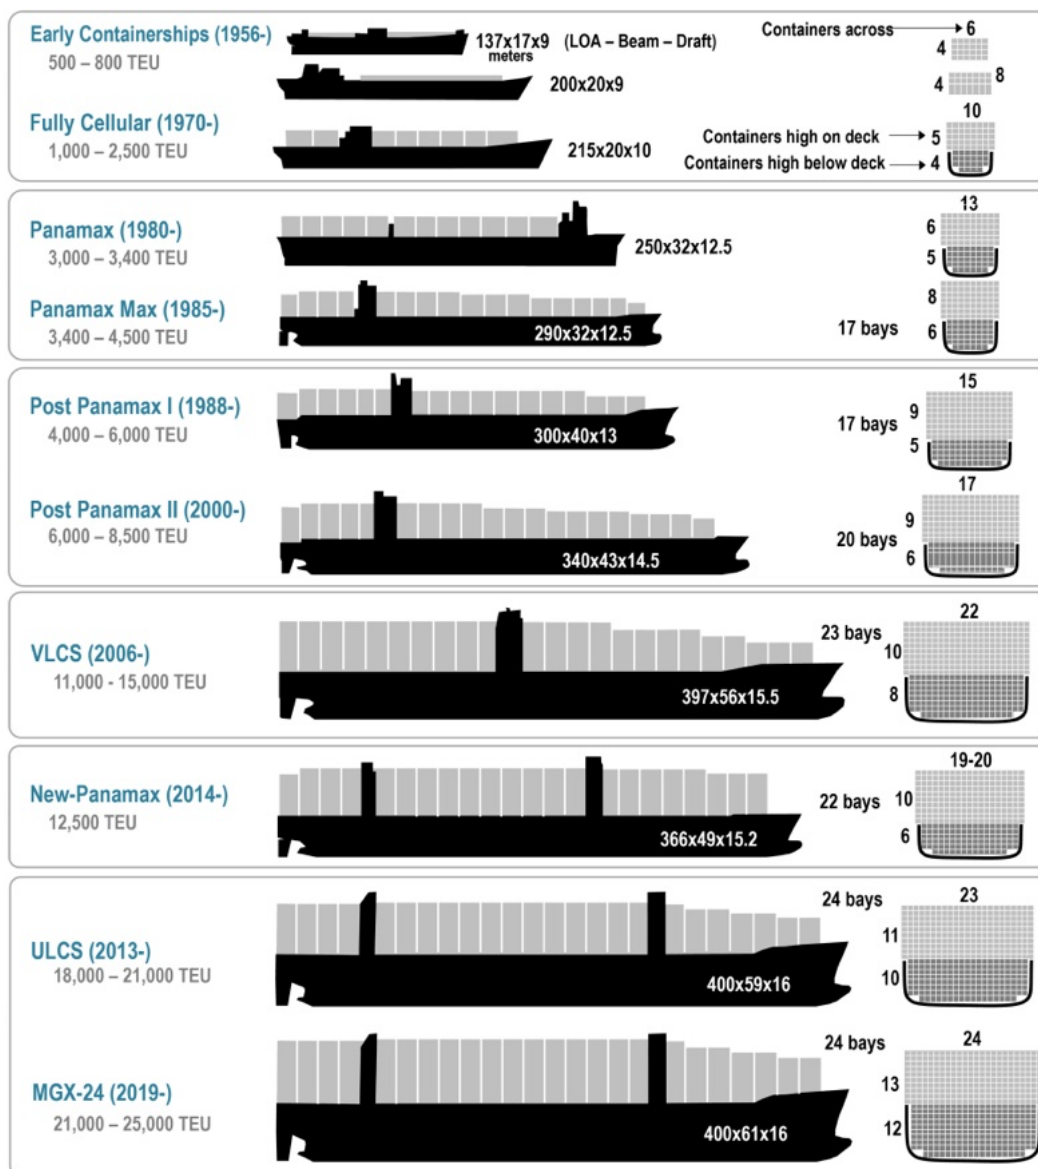 Early Containerships (1956-)
500 – 800 TEU
137x17x9 (LOA – Beam – Draft)
meters
Containers across
6
4
200x20x9
4
8
Fully Cellular (1970-)
1,000 – 2,500 TEU
215x20x10
10
Containers high on deck
5
Containers high below deck
4
Panamax (1980-)
3,000 – 3,400 TEU
250x32x12.5
13
6
5
Panamax Max (1985-)
3,400 – 4,500 TEU
290x32x12.5
17 bays
8
6
Post Panamax I (1988-)
4,000 – 6,000 TEU
300x40x13
17 bays
15
9
5
Post Panamax II (2000-)
6,000 – 8,500 TEU
340x43x14.5
20 bays
17
9
6
VLCS (2006-)
11,000 - 15,000 TEU
397x56x15.5
23 bays
22
10
8
New-Panamax (2014-)
12,500 TEU
366x49x15.2
22 bays
19-20
10
6
ULCS (2013-)
18,000 – 21,000 TEU
400x59x16
24 bays
23
11
10
MGX-24 (2019-)
21,000 – 25,000 TEU
400x61x16
24 bays
24
13
12